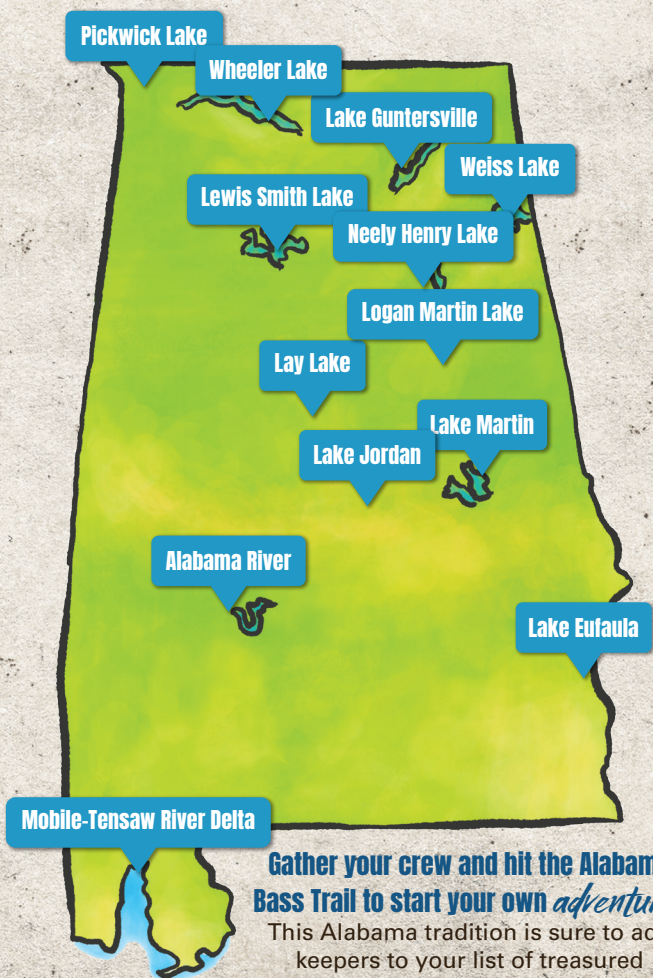 Pickwick Lake
Wheeler Lake
Lake Guntersville
Weiss Lake
Lewis Smith Lake
Neely Henry Lake
Logan Martin Lake
Lay Lake
Lake Martin
Lake Jordan
Alabama River
Lake Eufaula
Mobile-Tensaw River Delta
Gather your crew and hit the
Bass Trail to start your own
This Alabama tradition is sure to
keepers to your list of treasured